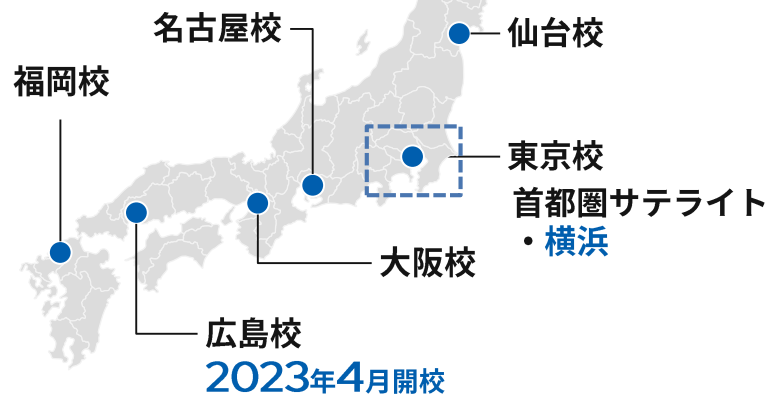 名古屋校
仙台校
福岡校
東京校
首都圏サテライト
・横浜
大阪校
広島校
2023年4月開校